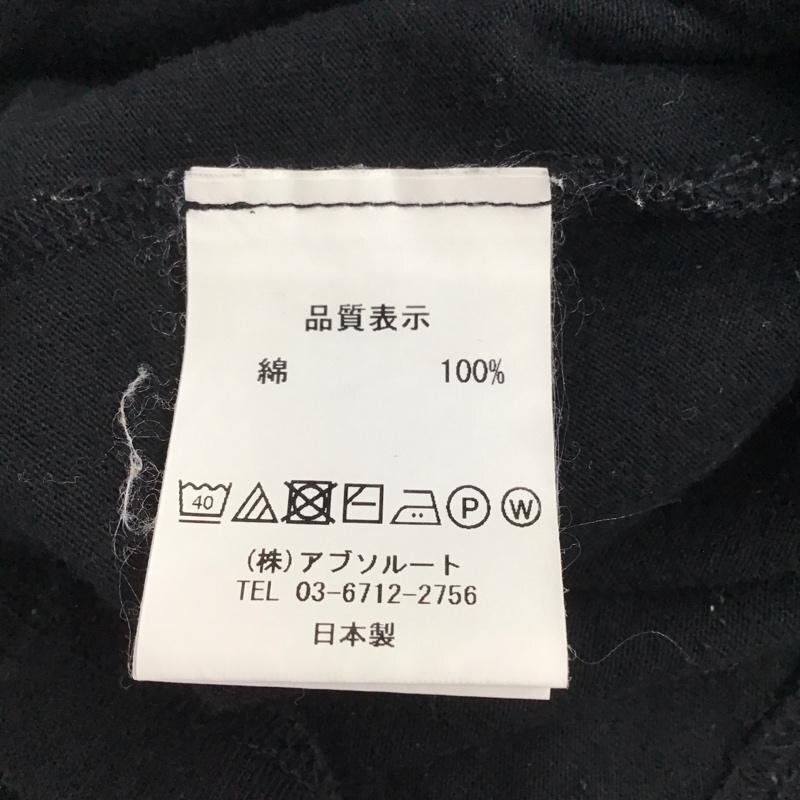 品質表示
綿 100%
40 P W
(株)アブソルート
TEL 03-6712-2756
日本製